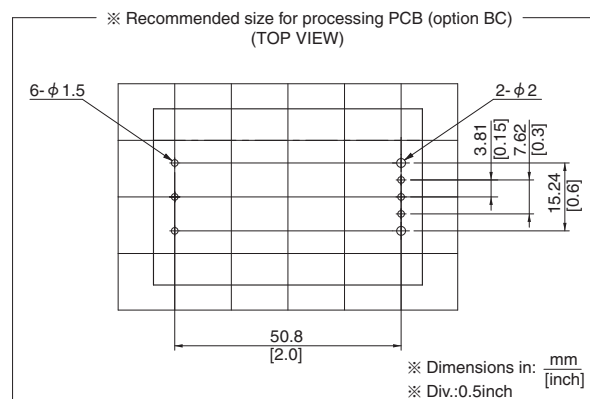 ※ Recommended size for processing PCB (option BC)
(TOP VIEW)
6-ϕ1.5
2-ϕ2
3.81
[0.15]
7.62
[0.3]
15.24
[0.6]
50.8
[2.0]
※ Dimensions in: mm
[inch]
※ Div.:0.5inch